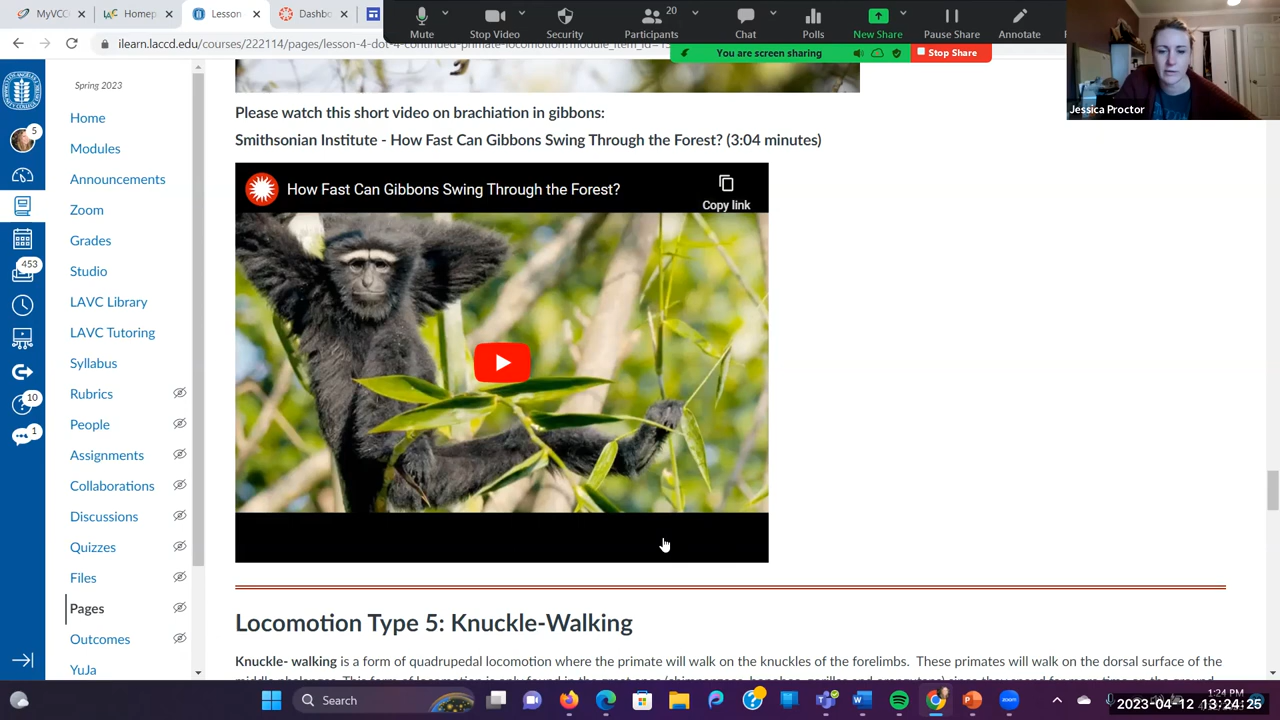 MyVC
Homep
Lesson
Dashb
Mute
Stop Video
Security
Participants
20
Chat
Polls
New Share
Pause Share
Annotate
ilearn.laccd.edu/courses/222114/pages/lesson-4-dot-4-continued-primate-locomotion?module_item_id=
You are screen sharing
Stop Share
Jessica Proctor
Spring 2023
5
453
10
1
Home
Modules
Announcements
Zoom
Grades
Studio
LAVC Library
LAVC Tutoring
Syllabus
Rubrics
People
Assignments
Collaborations
Discussions
Quizzes
Files
Pages
Outcomes
YuJa
Please watch this short video on brachiation in gibbons:
Smithsonian Institute - How Fast Can Gibbons Swing Through the Forest? (3:04 minutes)
How Fast Can Gibbons Swing Through the Forest?
Copy link
Locomotion Type 5: Knuckle-Walking
Knuckle- walking is a form of quadrupedal locomotion where the primate will walk on the knuckles of the forelimbs. These primates will walk on the dorsal surface of the
Search
1:24 PM
2023-04-12 13:24:25